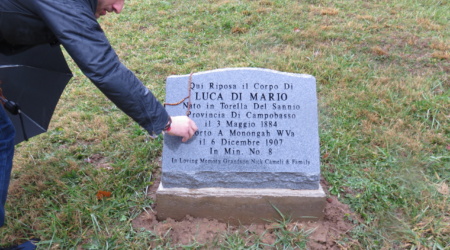 Qui Riposa il Corpo Di
LUCA DI MARIO
Nato in Torella Del Sannio
Provincia Di Campobasso
il 3 Maggio 1884
orto A Monongah WVa
il 6 Dicembre 1907
In Min. No. 8
In Loving Memory Grandson Nick Cameli & Family